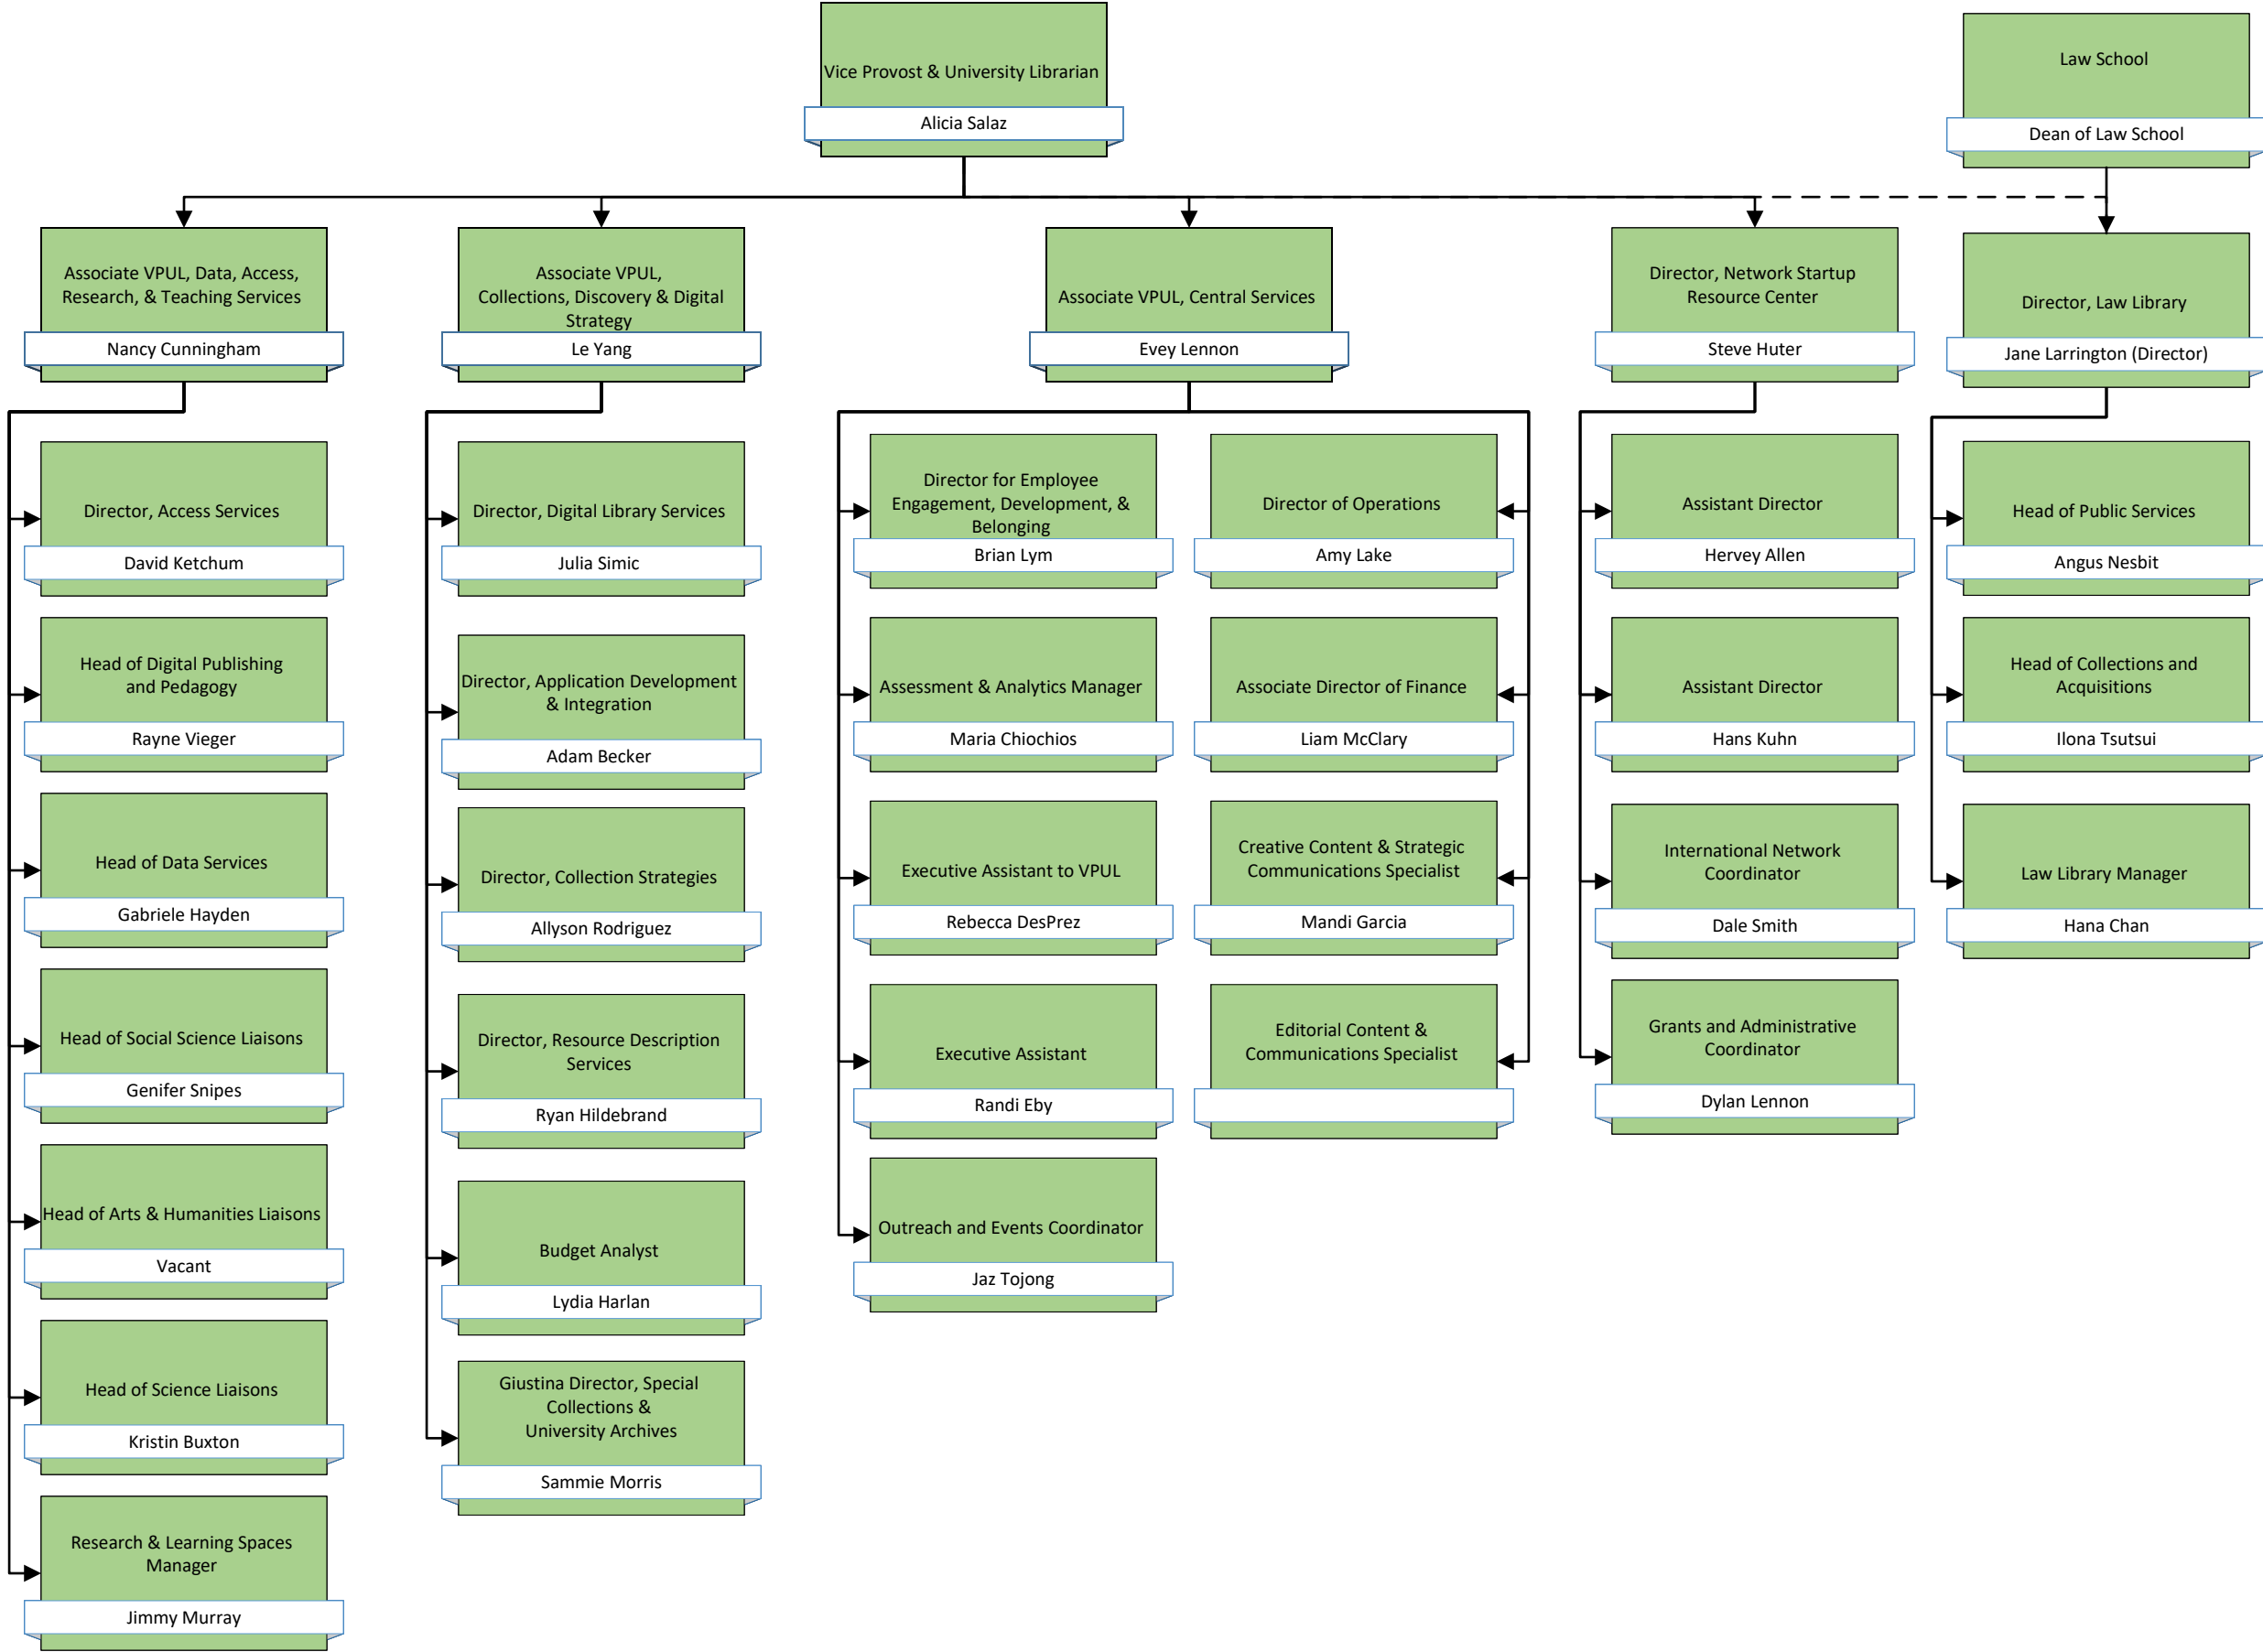 Vice Provost & University Librarian
Alicia Salaz
Law School
Dean of Law School
Associate VPUL, Data, Access,
Research, & Teaching Services
Nancy Cunningham
Associate VPUL,
Collections, Discovery & Digital
Strategy
Le Yang
Associate VPUL, Central Services
Evey Lennon
Director, Network Startup
Resource Center
Steve Huter
Director, Law Library
Jane Larrington (Director)
Director, Access Services
David Ketchum
Head of Digital Publishing
and Pedagogy
Rayne Vieger
Head of Data Services
Gabriele Hayden
Head of Social Science Liaisons
Genifer Snipes
Head of Arts & Humanities Liaisons
Vacant
Head of Science Liaisons
Kristin Buxton
Research & Learning Spaces
Manager
Jimmy Murray
Director, Digital Library Services
Julia Simic
Director, Application Development
& Integration
Adam Becker
Director, Collection Strategies
Allyson Rodriguez
Director, Resource Description
Services
Ryan Hildebrand
Budget Analyst
Lydia Harlan
Giustina Director, Special
Collections &
University Archives
Sammie Morris
Director for Employee
Engagement, Development, &
Belonging
Brian Lym
Assessment & Analytics Manager
Maria Chiochios
Executive Assistant to VPUL
Rebecca DesPrez
Executive Assistant
Randi Eby
Outreach and Events Coordinator
Jaz Tojong
Director of Operations
Amy Lake
Associate Director of Finance
Liam McClary
Creative Content & Strategic
Communications Specialist
Mandi Garcia
Editorial Content &
Communications Specialist
Assistant Director
Hervey Allen
Assistant Director
Hans Kuhn
International Network
Coordinator
Dale Smith
Grants and Administrative
Coordinator
Dylan Lennon
Head of Public Services
Angus Nesbit
Head of Collections and
Acquisitions
Ilona Tsutsui
Law Library Manager
Hana Chan